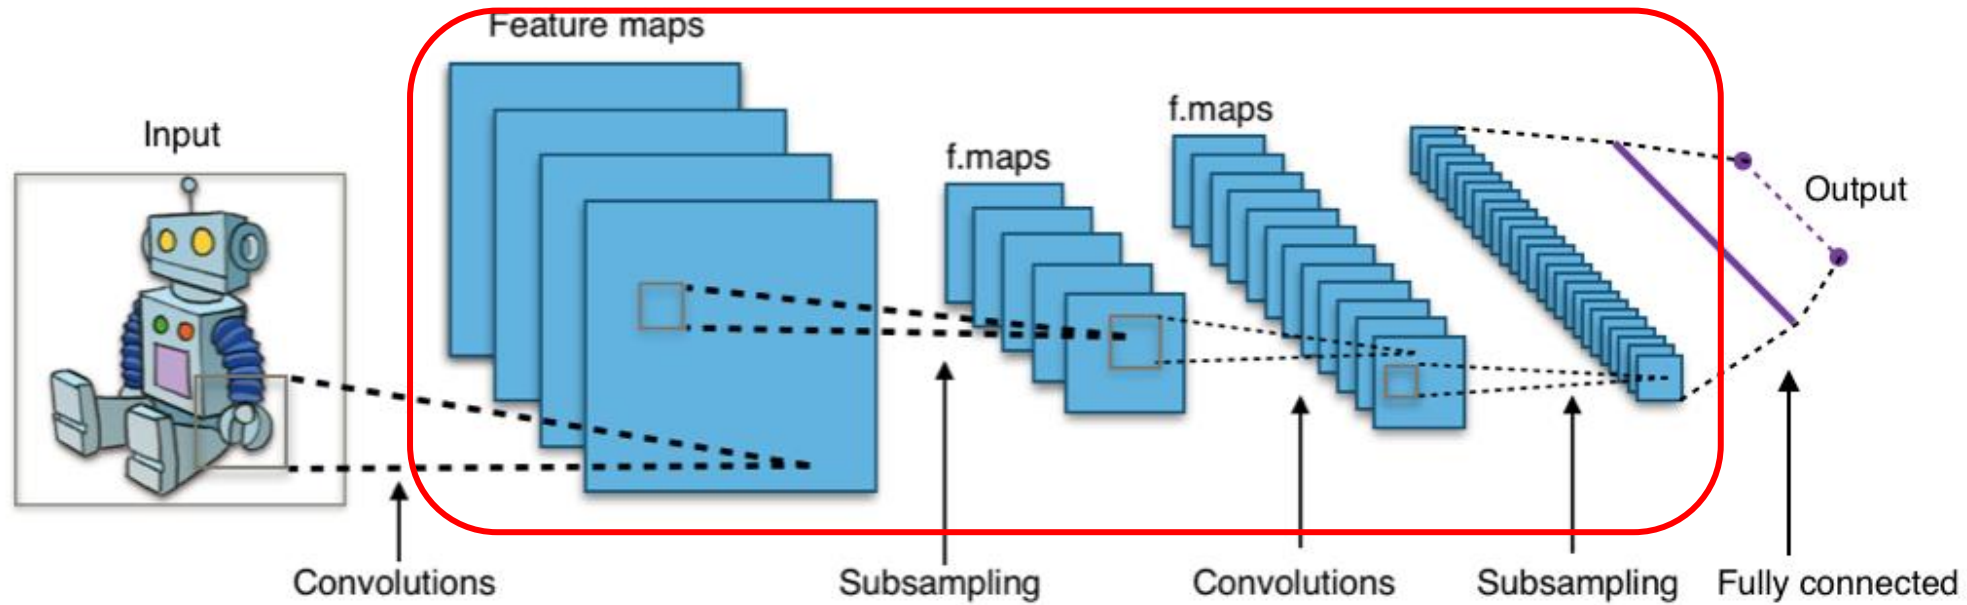 Feature maps
f.maps
f.maps
Input
Output
Convolutions
Subsampling
Convolutions
Subsampling
Fully connected